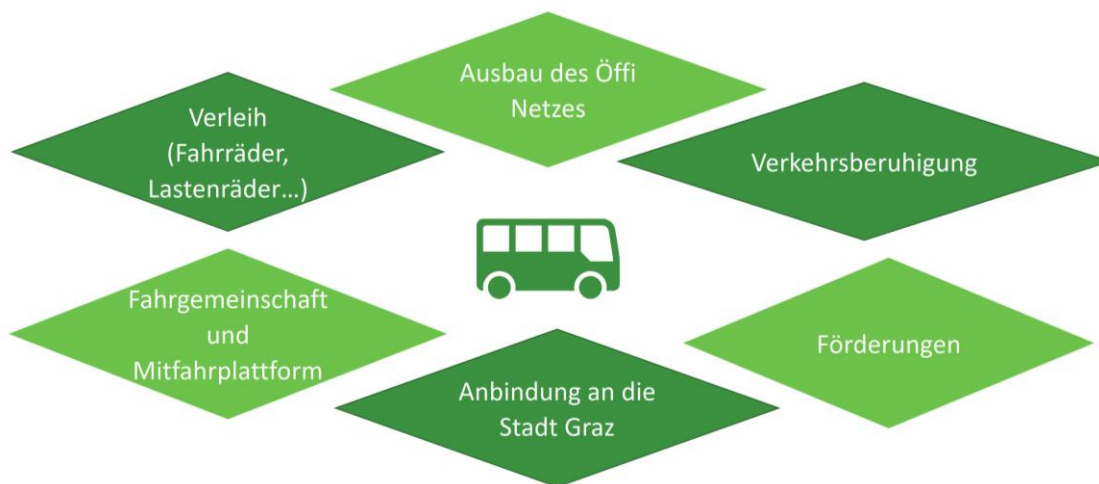 Ausbau des Öffi
Netzes
Verleih
(Fahrräder,
Lastenräder...)
Verkehrsberuhigung
Fahrgemeinschaft
und
Mitfahrplattform
Förderungen
Anbindung an die
Stadt Graz